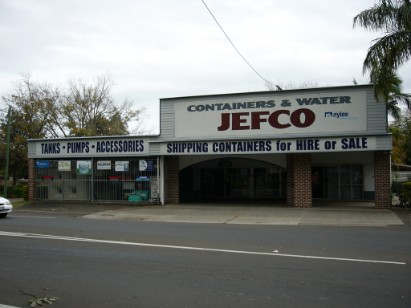 CONTAINERS & WATER
JEFCO
TANKS · PUMPS · ACCESSORIES
SHIPPING CONTAINERS for HIRE or SALE